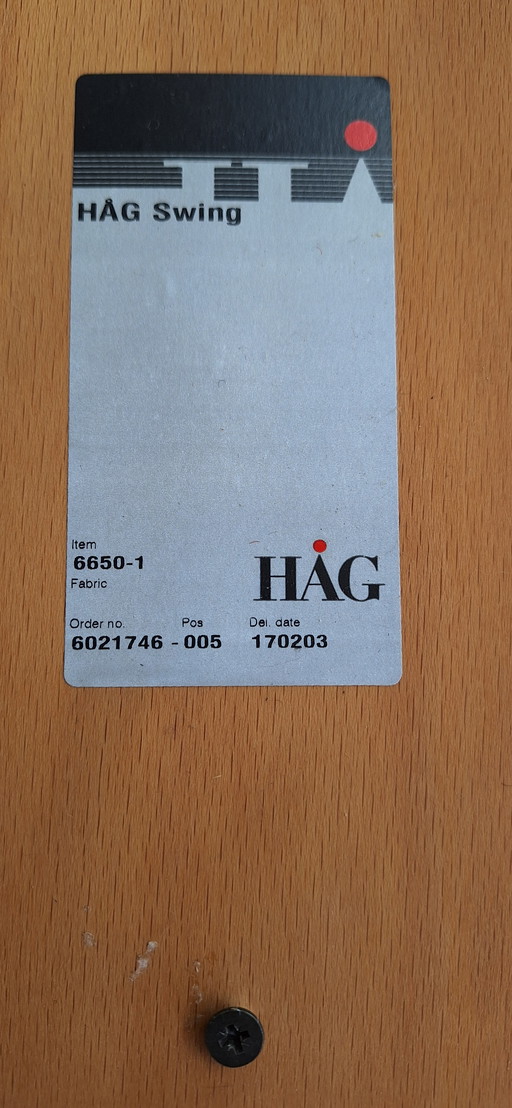 HÅG Swing
Item
6650-1
Fabric
HÅG
Order no. Pos Del. date
6021746 - 005 170203